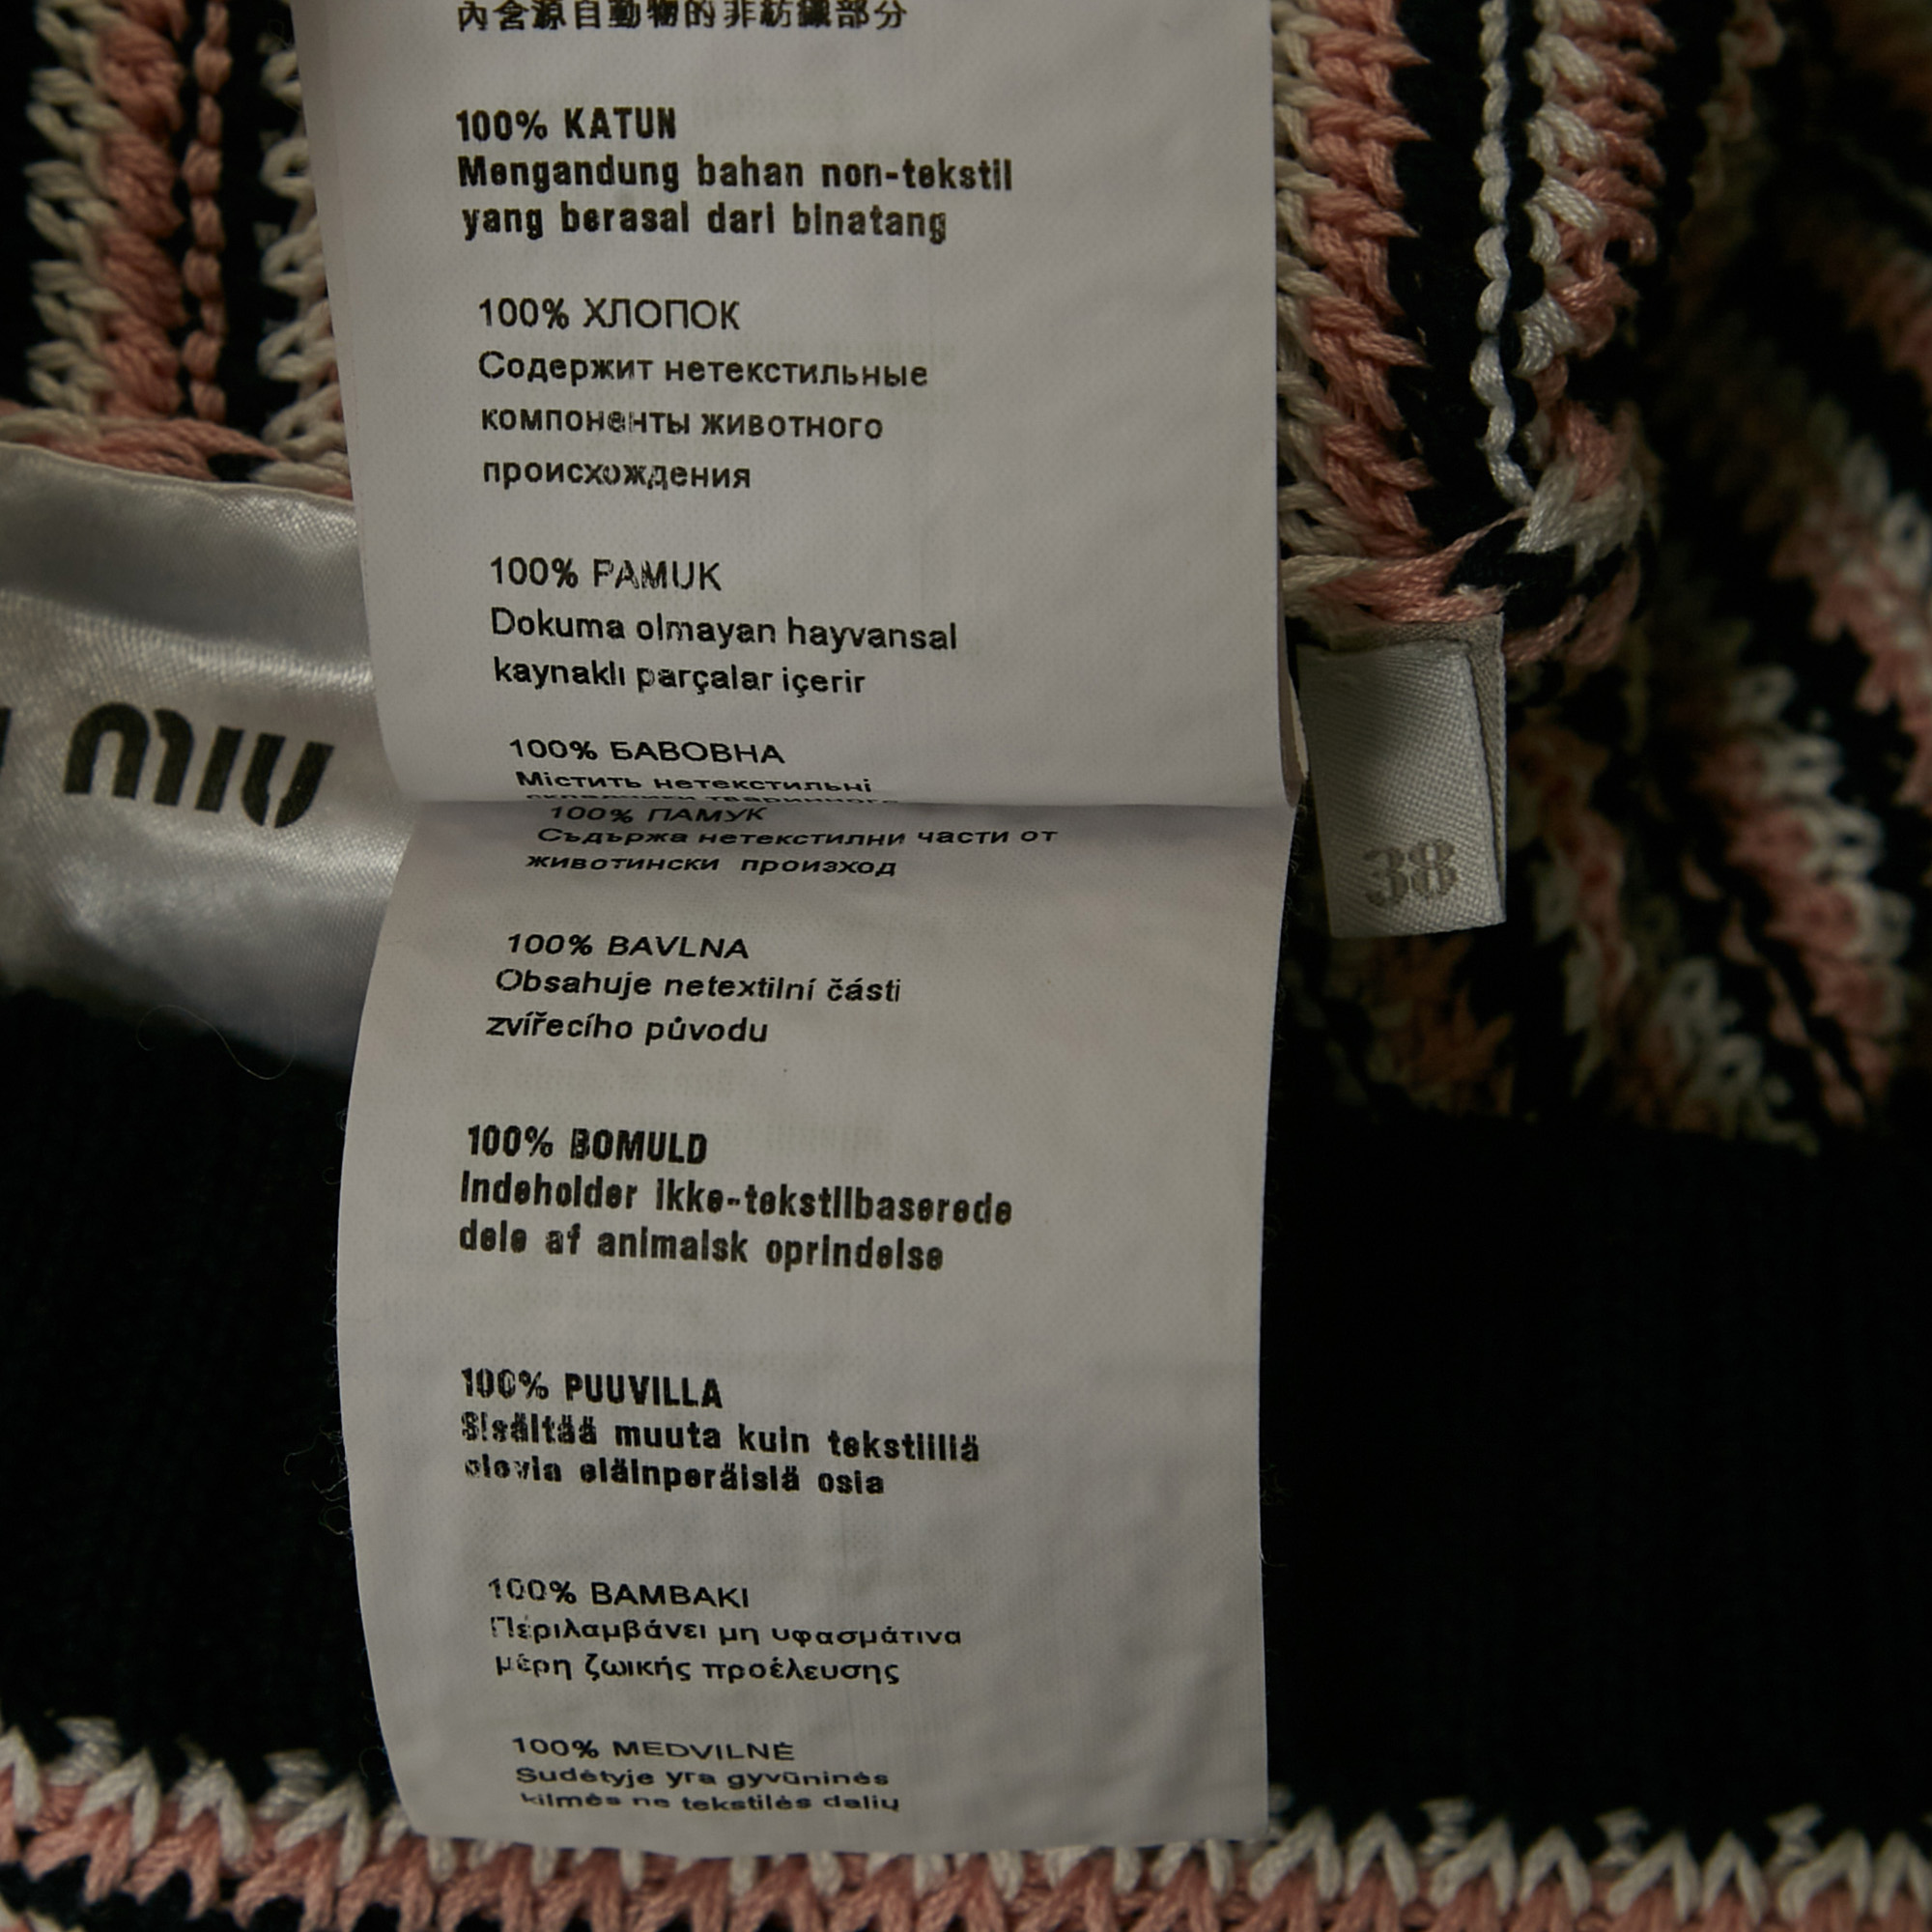 內含源自動物的非紡織部分
100% KATUN
Mengandung bahan non-tekstil
yang berasal dari binatang
100% ХЛОПОК
Содержит нетекстильные
компоненты животного
происхождения
100% PAMUK
Dokuma olmayan hayvansal
kaynaklı parçalar içerir
100% БАВОВНА
Містить нетекстильні
складники тваринного
100% ПАМУК
Съдържа нетекстилни части от
животински произход
100% BAVLNA
Obsahuje netextilní části
zvířecího původu
100% BOMULD
Indeholder ikke-tekstilbaserede
dele af animalsk oprindelse
100% PUUVILLA
Sisältää muuta kuin tekstiiliä
olevia eläinperäisiä osia
100% BAMBAKI
Περιλαμβάνει μη υφασμάτινα
μέρη ζωικής προέλευσης
100% MEDVILNĖ
Sudėtyje yra gyvūninės
kilmės ne tekstilės dalių
miu
38